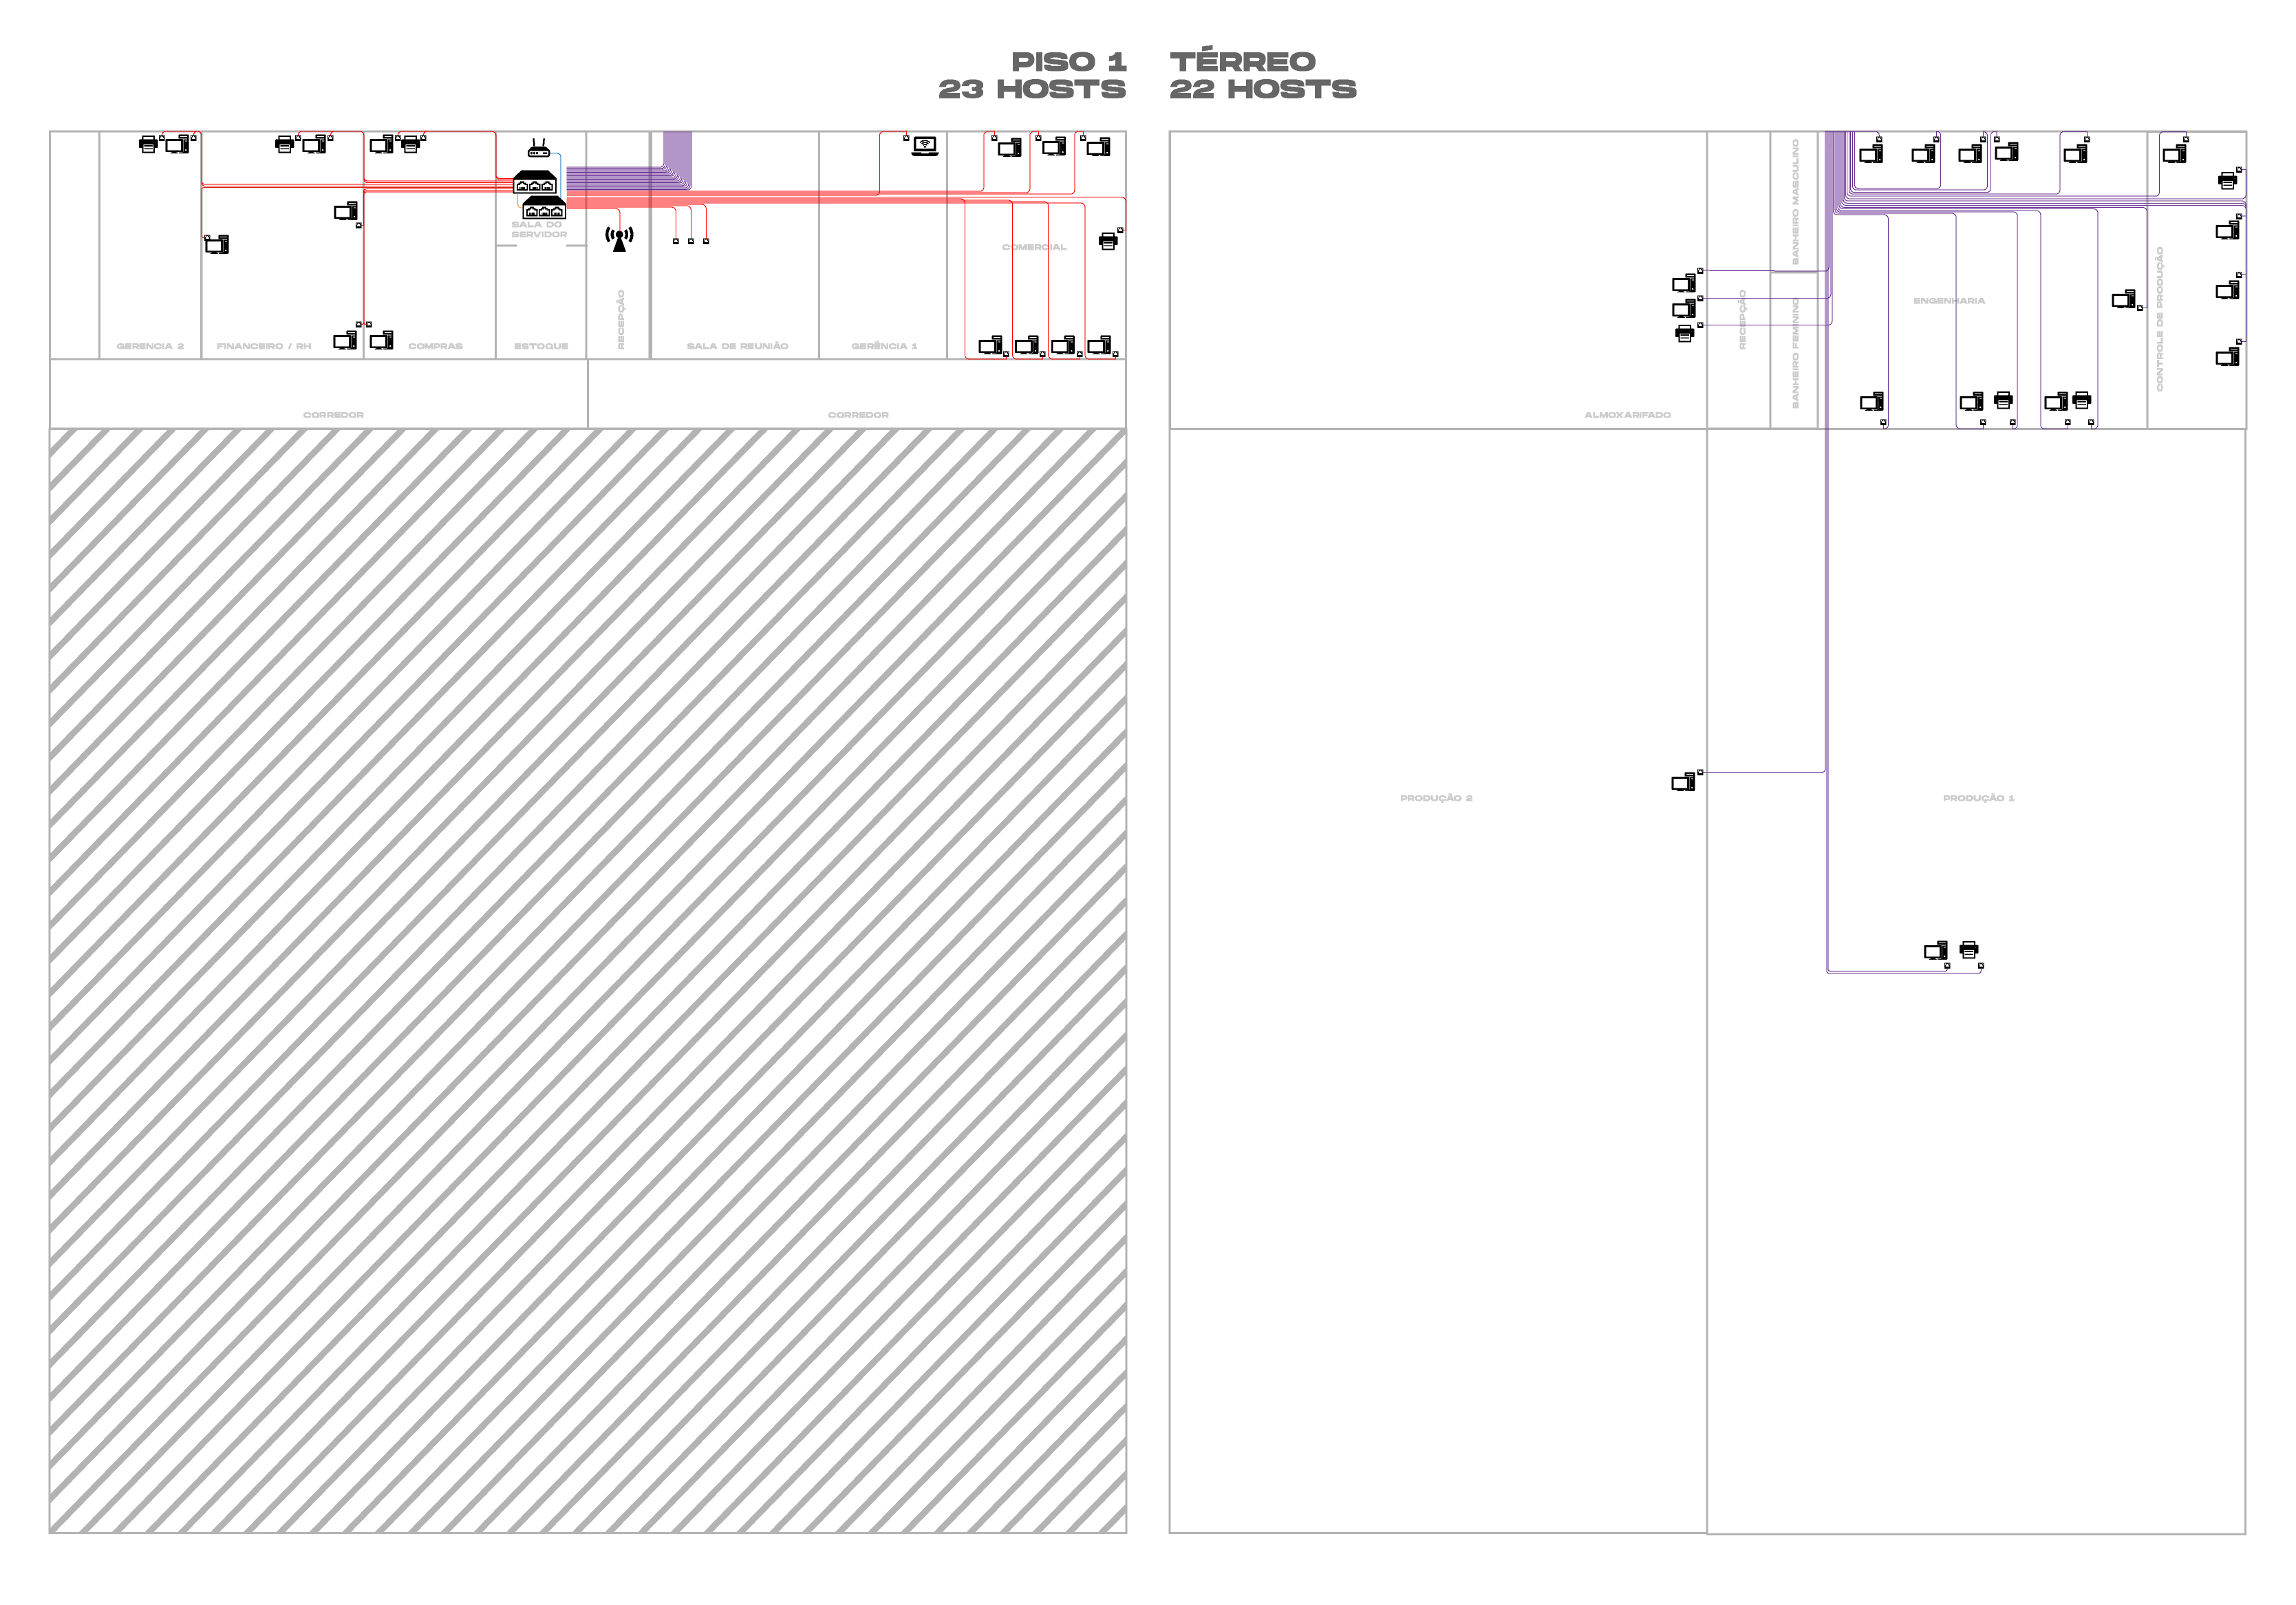 PISO 1
23 HOSTS
TÉRREO
22 HOSTS
SALA DO
SERVIDOR
GERENCIA 2
FINANCEIRO / RH
COMPRAS
ESTOQUE
RECEPÇÃO
SALA DE REUNIÃO
GERÊNCIA 1
COMERCIAL
CORREDOR
CORREDOR
ALMOXARIFADO
RECEPÇÃO
BANHEIRO MASCULINO
BANHEIRO FEMININO
ENGENHARIA
CONTROLE DE PRODUÇÃO
PRODUÇÃO 2
PRODUÇÃO 1